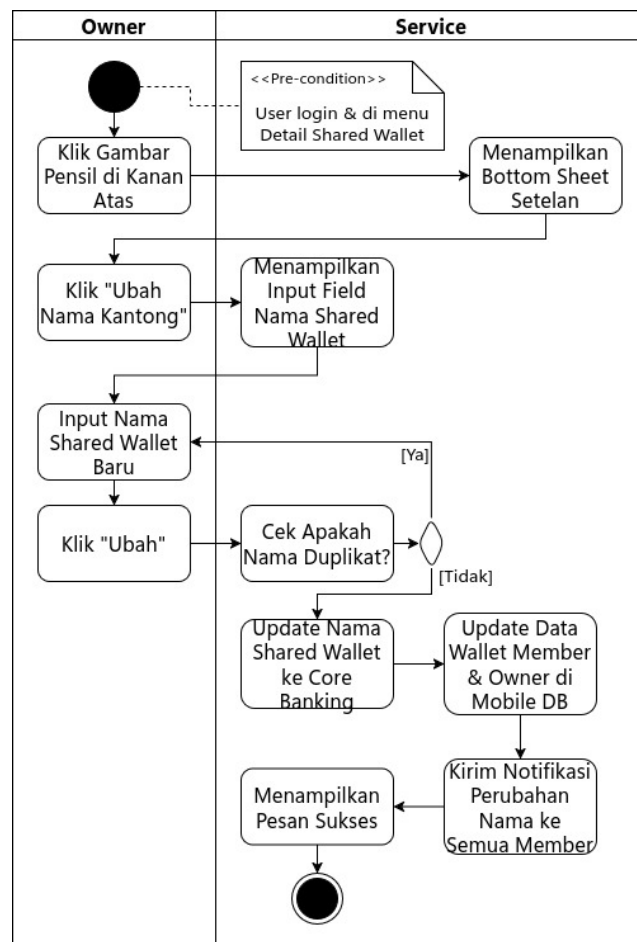 Owner
Service
<<Pre-condition>>
User login & di menu
Detail Shared Wallet
Klik Gambar
Pensil di Kanan
Atas
Menampilkan
Bottom Sheet
Setelan
Klik "Ubah
Nama Kantong"
Menampilkan
Input Field
Nama Shared
Wallet
Input Nama
Shared Wallet
Baru
[Ya]
Klik "Ubah"
Cek Apakah
Nama Duplikat?
[Tidak]
Update Nama
Shared Wallet
ke Core
Banking
Update Data
Wallet Member
& Owner di
Mobile DB
Kirim Notifikasi
Perubahan
Nama ke
Semua Member
Menampilkan
Pesan Sukses